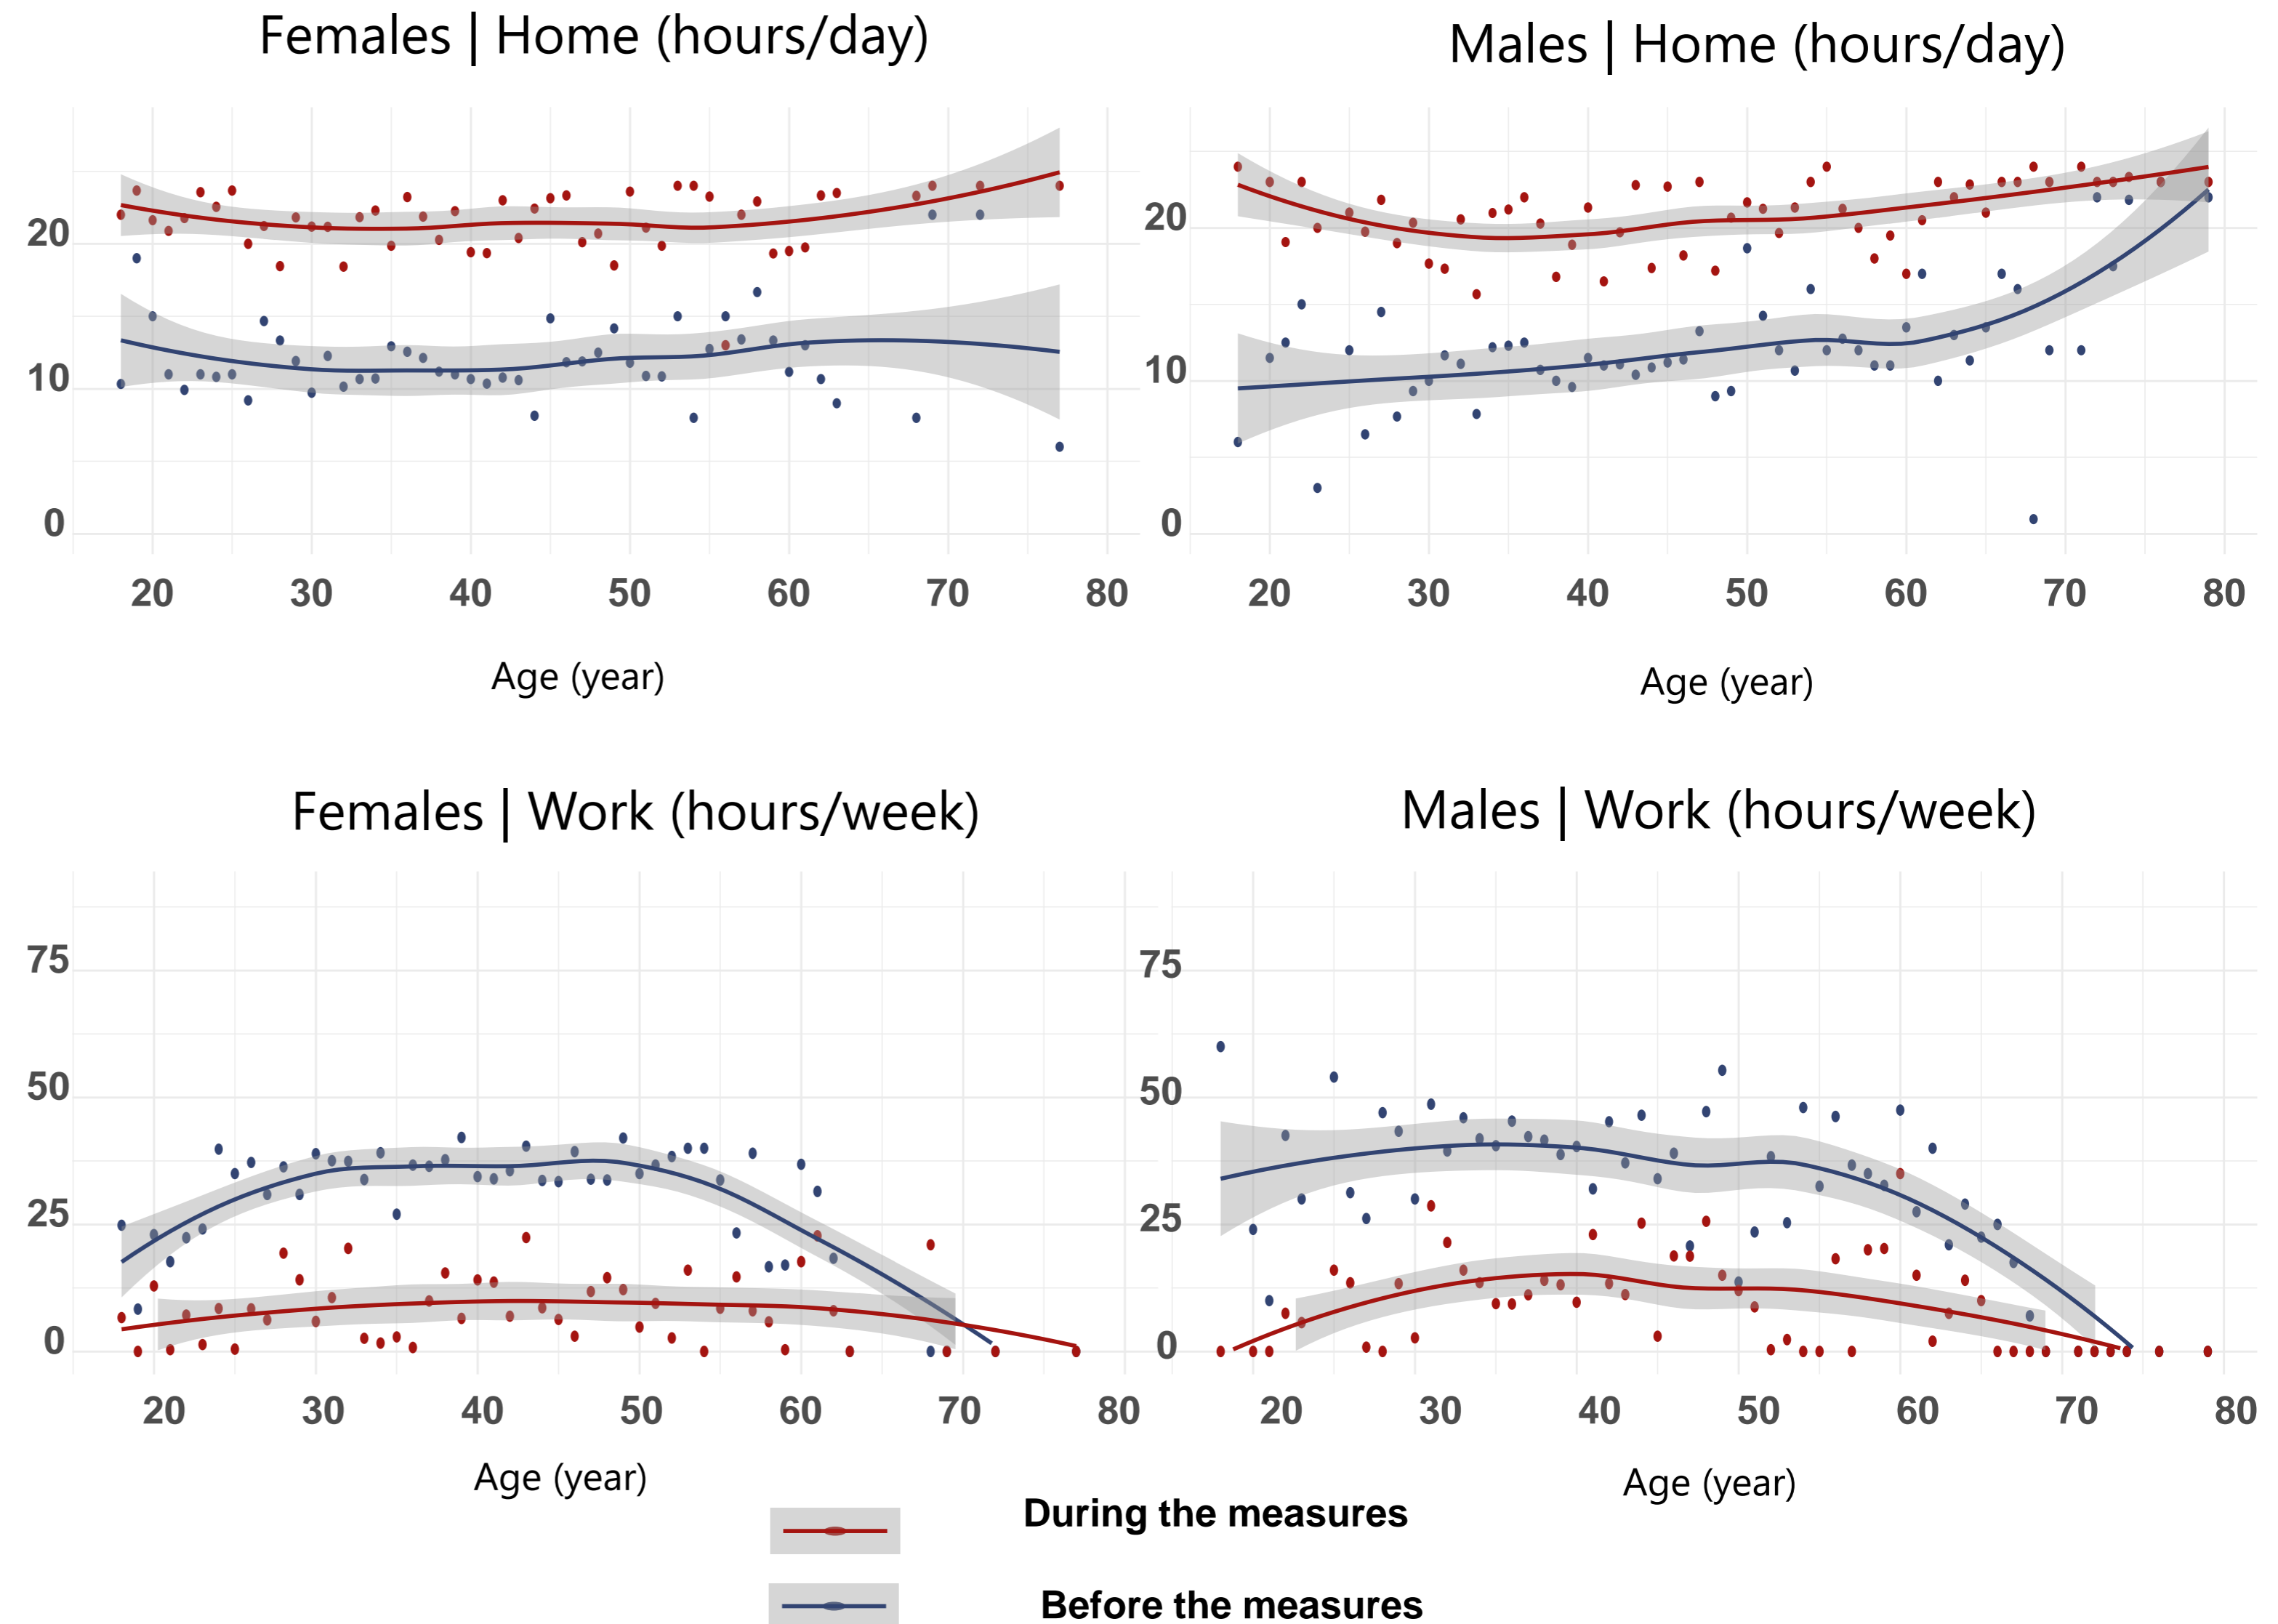 Females | Home (hours/day)
Males | Home (hours/day)
20
10
0
20 30 40 50 60 70 80
Age (year)
20
10
0
20 30 40 50 60 70 80
Age (year)
Females | Work (hours/week)
Males | Work (hours/week)
75
50
25
0
20 30 40 50 60 70 80
Age (year)
75
50
25
0
20 30 40 50 60 70 80
Age (year)
During the measures
Before the measures